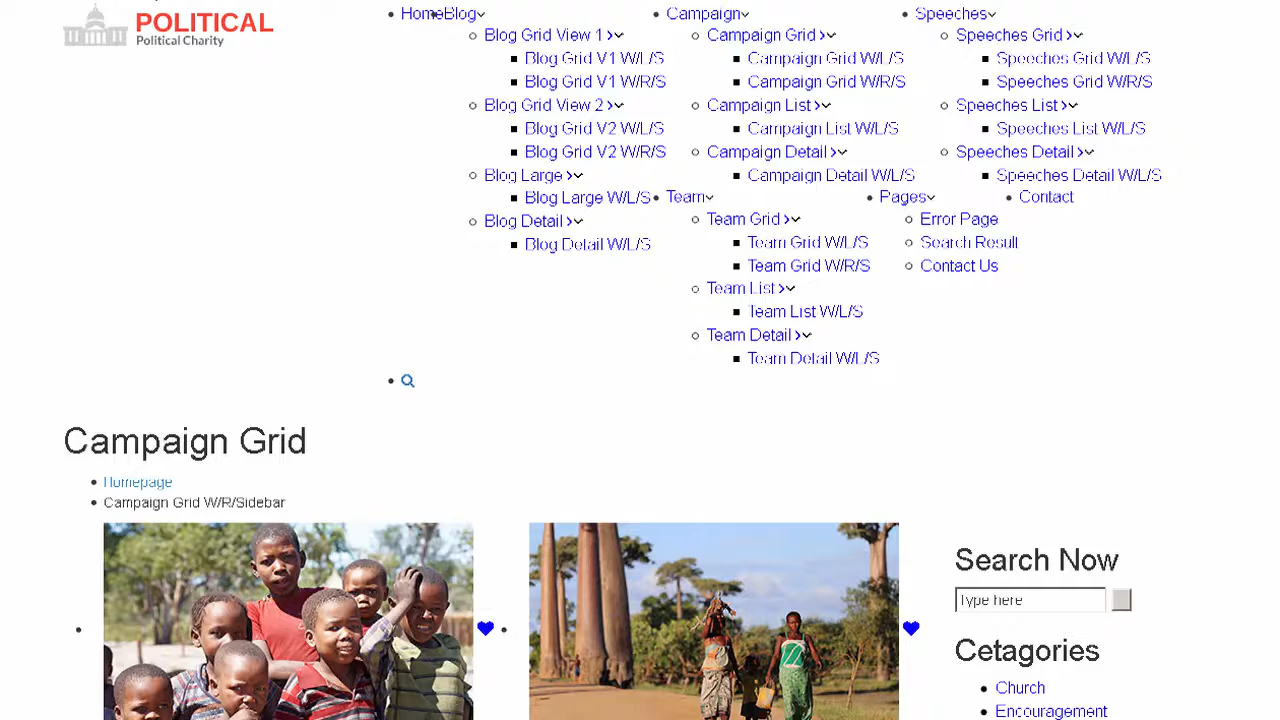 POLITICAL
Political Charity
Home
Blog
Blog Grid View 1
Blog Grid V1 W/L/S
Blog Grid V1 W/R/S
Blog Grid View 2
Blog Grid V2 W/L/S
Blog Grid V2 W/R/S
Blog Large
Blog Large W/L/S
Blog Detail
Blog Detail W/L/S
Campaign
Campaign Grid
Campaign Grid W/L/S
Campaign Grid W/R/S
Campaign List
Campaign List W/L/S
Campaign Detail
Campaign Detail W/L/S
Speeches
Speeches Grid
Speeches Grid W/L/S
Speeches Grid W/R/S
Speeches List
Speeches List W/L/S
Speeches Detail
Speeches Detail W/L/S
Team
Team Grid
Team Grid W/L/S
Team Grid W/R/S
Team List
Team List W/L/S
Team Detail
Team Detail W/L/S
Pages
Error Page
Search Result
Contact Us
Contact
Campaign Grid
Homepage
Campaign Grid W/R/Sidebar
Search Now
Type here
Cetagories
Church
Encouragement